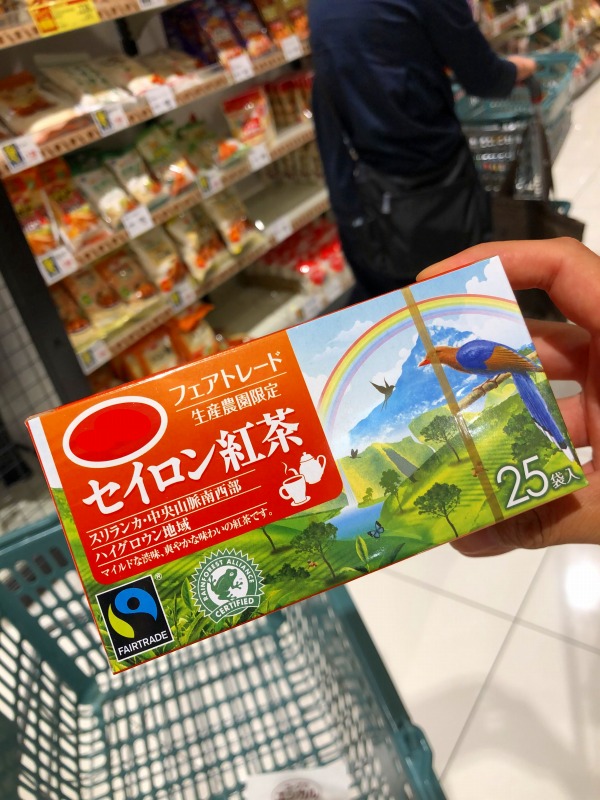 フェアトレード
生産農園限定
セイロン紅茶
スリランカ・中央山脈南西部
ハイグロウン地域
マイルドな渋味、爽やかな味わいの紅茶です。
FAIRTRADE
®
RAINFOREST ALLIANCE
CERTIFIED
25袋入